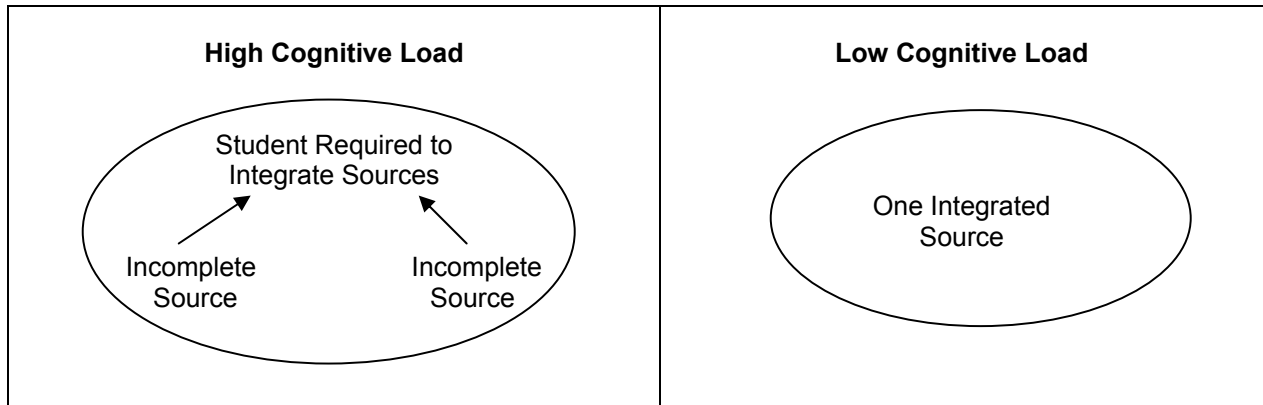 High Cognitive Load
Student Required to
Integrate Sources
Incomplete
Source
Incomplete
Source
Low Cognitive Load
One Integrated
Source